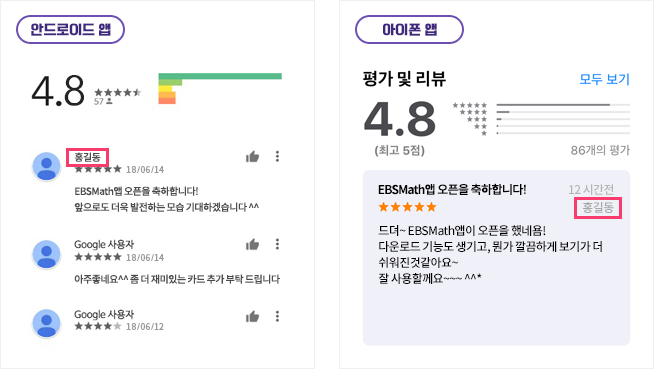 안드로이드 앱
4.8
57
홍길동
18/06/14
EBSMath앱 오픈을 축하합니다!
앞으로도 더욱 발전하는 모습 기대하겠습니다 ^^
Google 사용자
18/06/14
아주좋네요^^ 좀 더 재미있는 카드 추가 부탁 드립니다
Google 사용자
18/06/12
아이폰 앱
평가 및 리뷰
모두 보기
4.8
(최고 5점)
86개의 평가
EBSMath앱 오픈을 축하합니다!
12 시간전
홍길동
드뎌~ EBSMath앱이 오픈을 했네욤!
다운로드 기능도 생기고, 뭔가 깔끔하게 보기가 더
쉬워진것같아요~
잘 사용할께요~~~ ^^*